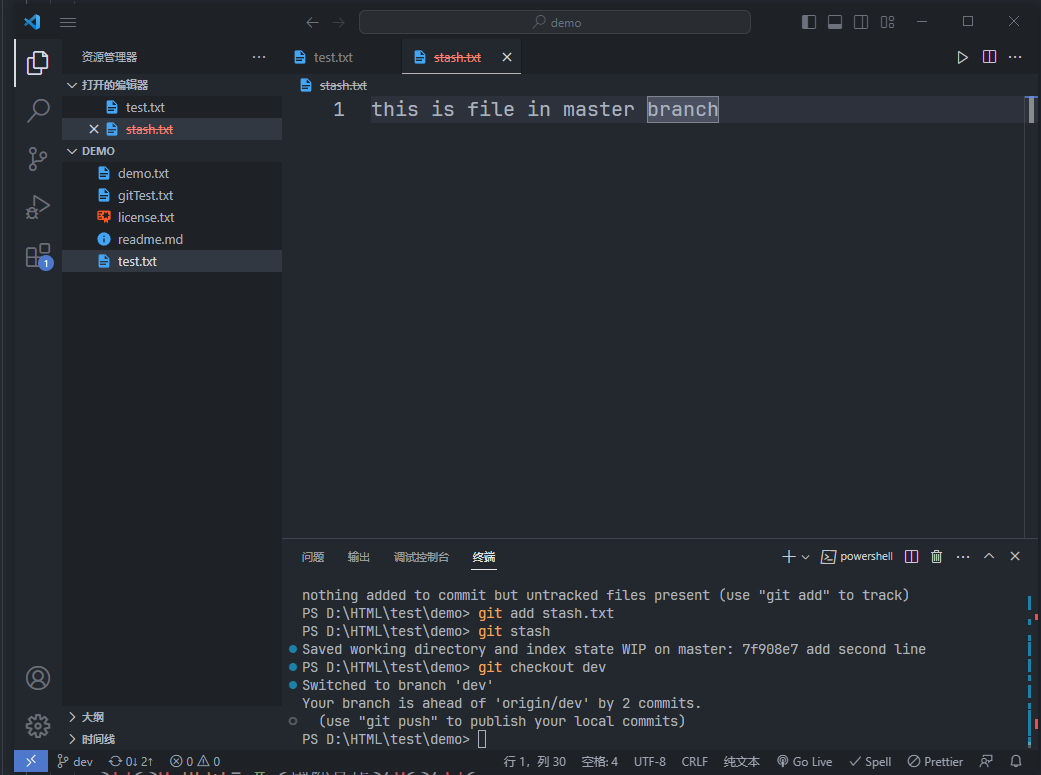 demo
资源管理器
test.txt
stash.txt
打开的编辑器
test.txt
stash.txt
DEMO
demo.txt
gitTest.txt
license.txt
readme.md
test.txt
1
大纲
时间线
stash.txt
1 this is file in master branch
问题 输出 调试控制台 终端
powershell
nothing added to commit but untracked files present (use "git add" to track)
PS D:\HTML\test\demo> git add stash.txt
PS D:\HTML\test\demo> git stash
Saved working directory and index state WIP on master: 7f908e7 add second line
PS D:\HTML\test\demo> git checkout dev
Switched to branch 'dev'
Your branch is ahead of 'origin/dev' by 2 commits.
(use "git push" to publish your local commits)
PS D:\HTML\test\demo>
dev 0↓ 2↑ 0 0 行 1，列 30 空格: 4 UTF-8 CRLF 纯文本 Go Live Spell Prettier